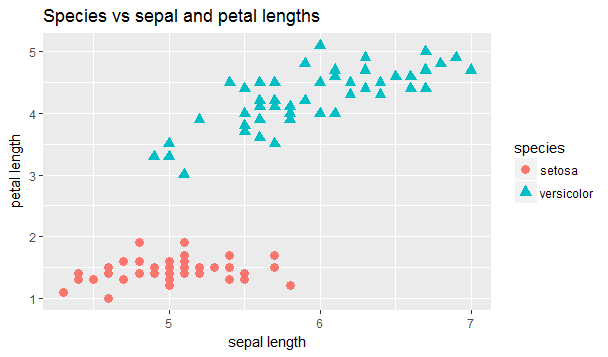 Species vs sepal and petal lengths
5
4
3
2
1
petal length
5
6
7
sepal length
species
setosa
versicolor